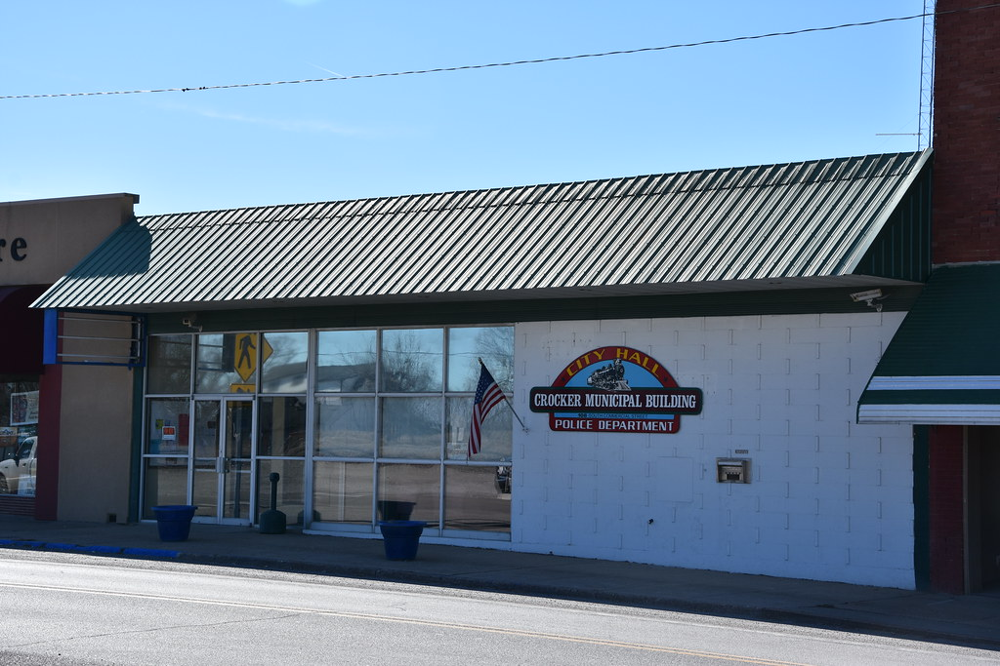 re
CITY HALL
CROCKER MUNICIPAL BUILDING
POLICE DEPARTMENT